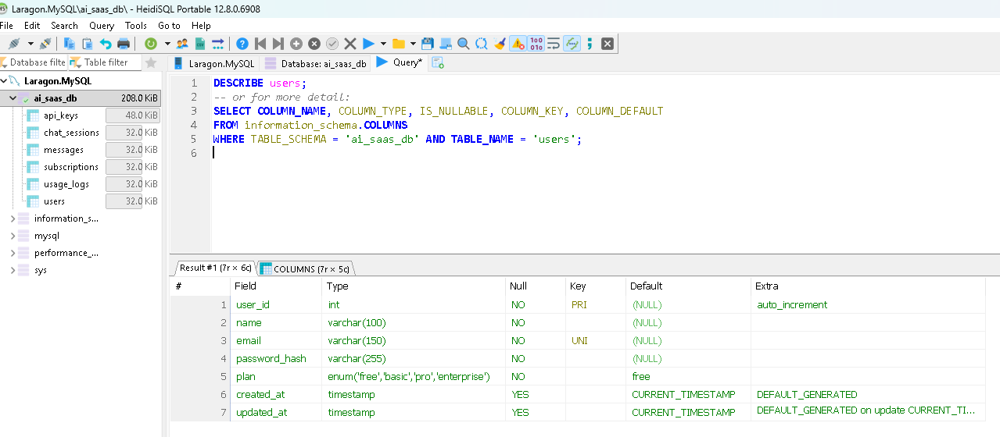 Laragon.MySQL\ai_saas_db\ - HeidiSQL Portable 12.8.0.6908
File Edit Search Query Tools Go to Help
Database filte Table filter Laragon.MySQL Database: ai_saas_db Query*
Laragon.MySQL
ai_saas_db 208.0 KiB
api_keys 48.0 KiB
chat_sessions 32.0 KiB
messages 32.0 KiB
subscriptions 32.0 KiB
usage_logs 32.0 KiB
users 32.0 KiB
information_s...
mysql
performance_...
sys
1 DESCRIBE users;
2 -- or for more detail:
3 SELECT COLUMN_NAME, COLUMN_TYPE, IS_NULLABLE, COLUMN_KEY, COLUMN_DEFAULT
4 FROM information_schema.COLUMNS
5 WHERE TABLE_SCHEMA = 'ai_saas_db' AND TABLE_NAME = 'users';
6
Result #1 (7r × 6c) COLUMNS (7r × 5c)
# Field Type Null Key Default Extra
1 user_id int NO PRI (NULL) auto_increment
2 name varchar(100) NO (NULL)
3 email varchar(150) NO UNI (NULL)
4 password_hash varchar(255) NO (NULL)
5 plan enum('free','basic','pro','enterprise') NO free
6 created_at timestamp YES CURRENT_TIMESTAMP DEFAULT_GENERATED
7 updated_at timestamp YES CURRENT_TIMESTAMP DEFAULT_GENERATED on update CURRENT_TI...